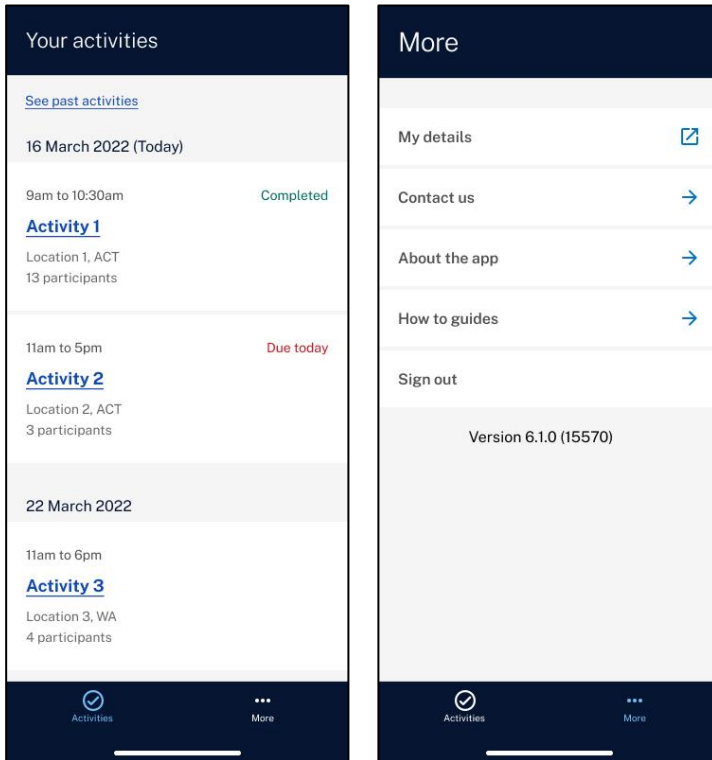 Your activities
See past activities
16 March 2022 (Today)
9am to 10:30am
Completed
Activity 1
Location 1, ACT
13 participants
11am to 5pm
Due today
Activity 2
Location 2, ACT
3 participants
22 March 2022
11am to 6pm
Activity 3
Location 3, WA
4 participants
Activities
More
More
My details
Contact us
About the app
How to guides
Sign out
Version 6.1.0 (15570)
Activities
More